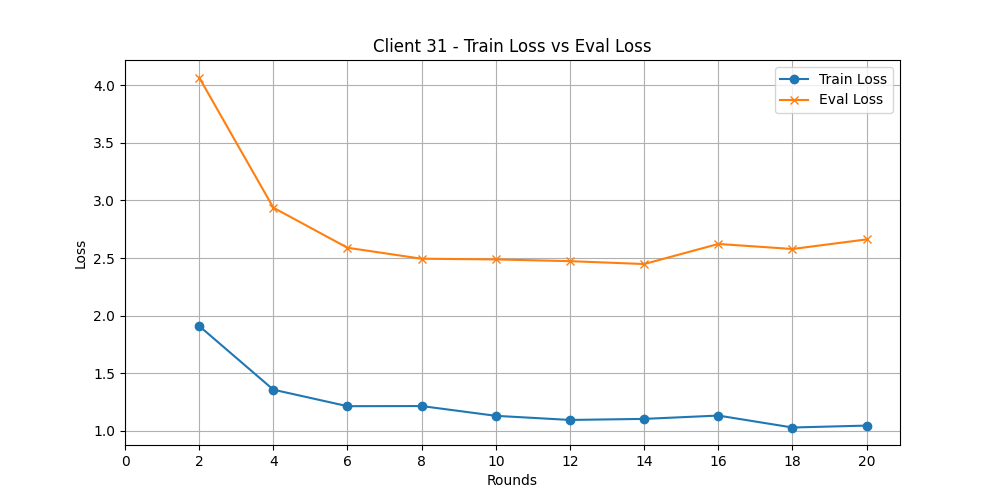 Client 31 - Train Loss vs Eval Loss
Train Loss
Eval Loss
4.0
3.5
3.0
2.5
2.0
1.5
1.0
Loss
0 2 4 6 8 10 12 14 16 18 20
Rounds